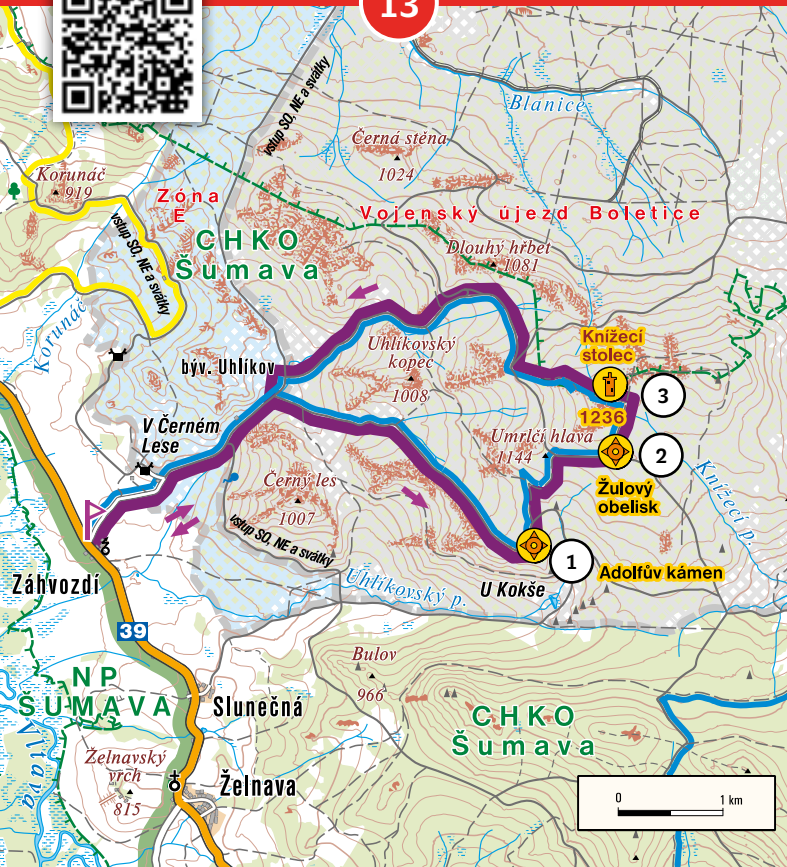 13
vstup SO, NE a svátky
Blanice
Černá stěna
1024
Korunáč
919
Zóna
E
Vojenský újezd Boletice
CHKO
Šumava
vstup SO, NE a svátky
Dlouhý hřbet
1081
Korunáč
Knížecí
stolec
Uhlíkovský
kopec
1008
býv. Uhlíkov
3
1236
V Černém
Lese
Umrlčí hlava
1144
2
Knížecí p.
Černý les
1007
Žulový
obelisk
vstup SO, NE a svátky
1
Adolfův kámen
Záhvozdí
Uhlíkovský p.
U Kokše
39
Bulov
966
NP
ŠUMAVA
Slunečná
CHKO
Šumava
Vltava
Želnavský
vrch
815
Želnava
0
1 km